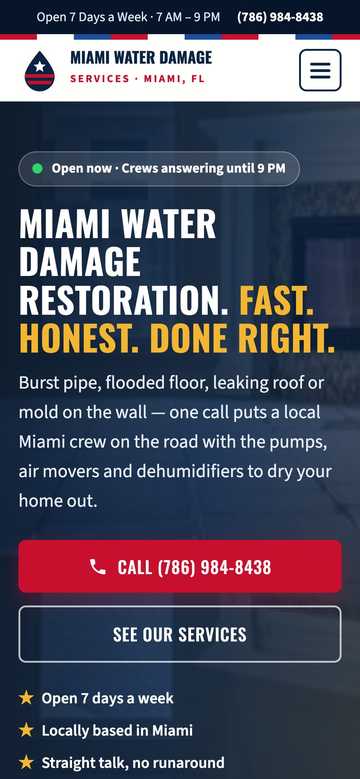 Open 7 Days a Week · 7 AM – 9 PM (786) 984-8438
MIAMI WATER DAMAGE
SERVICES · MIAMI, FL
Open now · Crews answering until 9 PM
MIAMI WATER
DAMAGE
RESTORATION. FAST.
HONEST. DONE RIGHT.
Burst pipe, flooded floor, leaking roof or
mold on the wall — one call puts a local
Miami crew on the road with the pumps,
air movers and dehumidifiers to dry your
home out.
CALL (786) 984-8438
SEE OUR SERVICES
Open 7 days a week
Locally based in Miami
Straight talk, no runaround